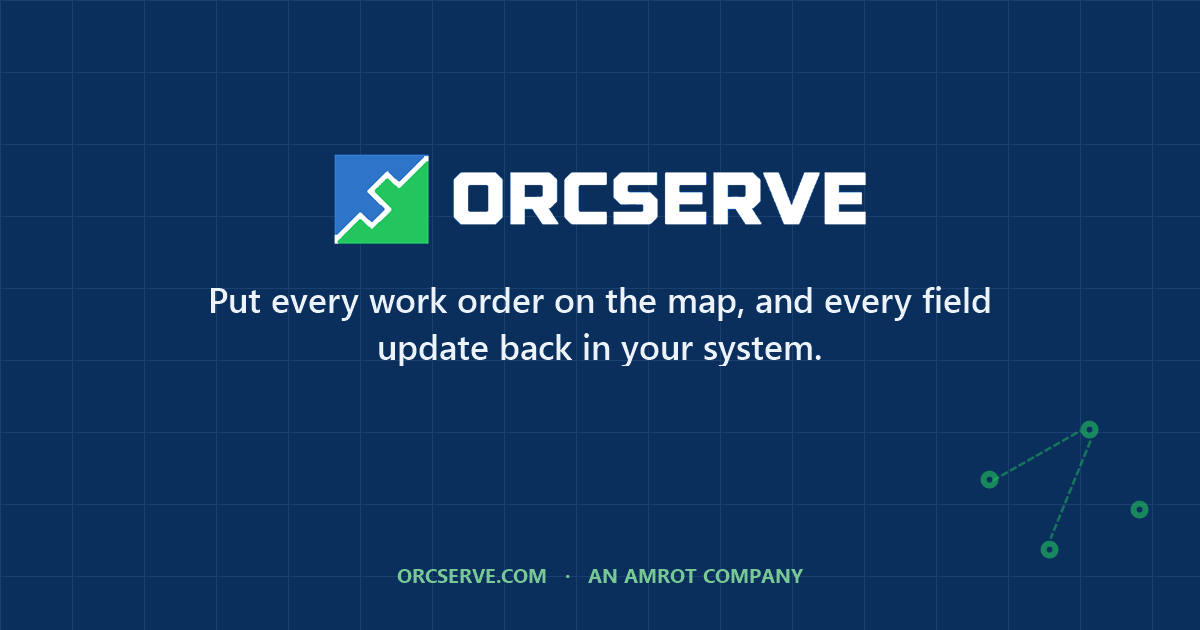 ORCSERVE
Put every work order on the map, and every field
update back in your system.
ORCSERVE.COM · AN AMROT COMPANY